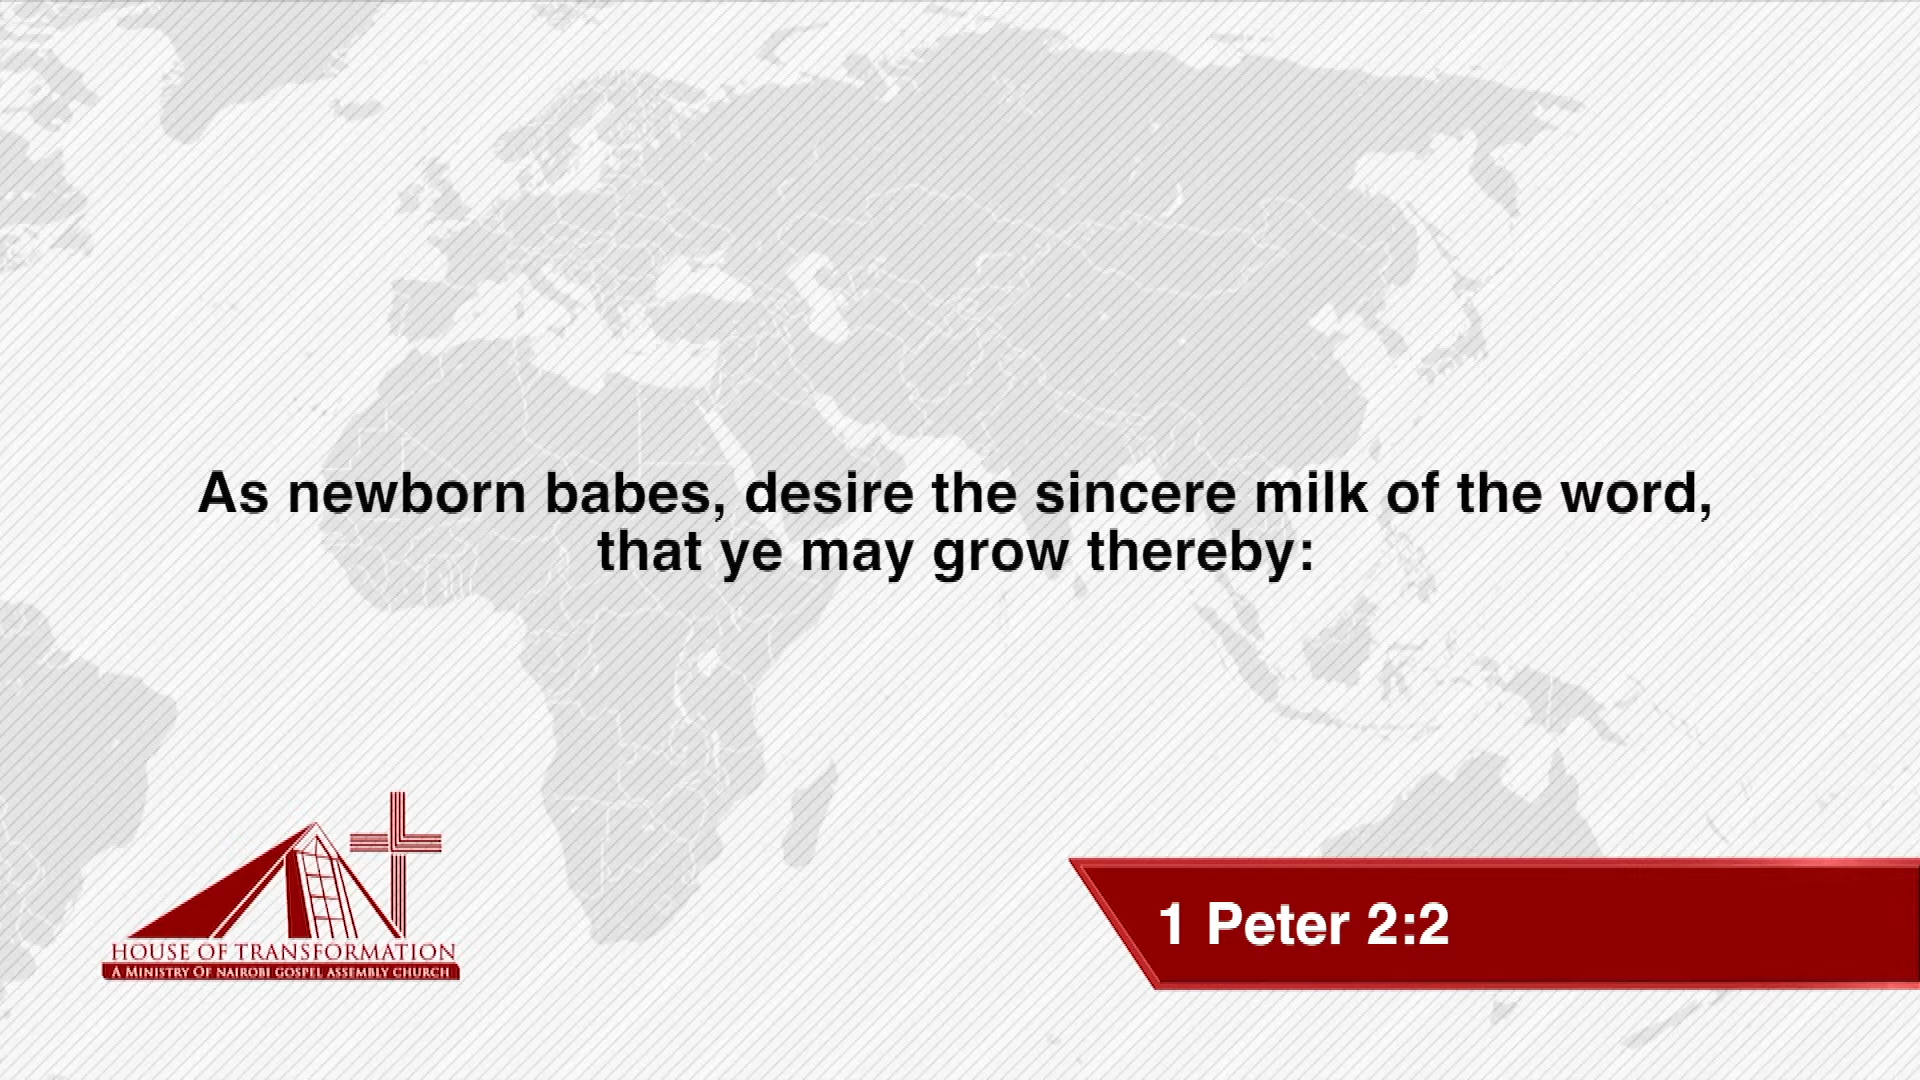 As newborn babes, desire the sincere milk of the word,
that ye may grow thereby:
HOUSE OF TRANSFORMATION
A MINISTRY OF NAIROBI GOSPEL ASSEMBLY CHURCH
1 Peter 2:2